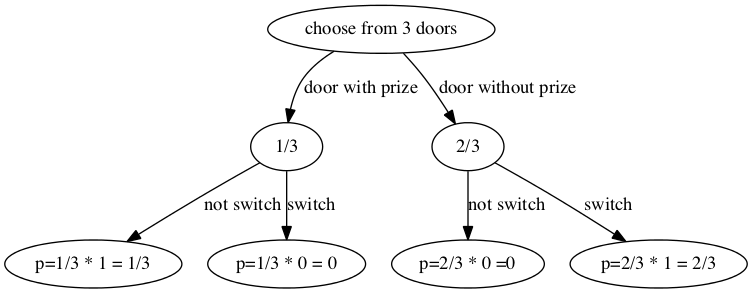 choose from 3 doors
door with prize
door without prize
1/3
2/3
not switch
switch
not switch
switch
p=1/3 * 1 = 1/3
p=1/3 * 0 = 0
p=2/3 * 0 =0
p=2/3 * 1 = 2/3